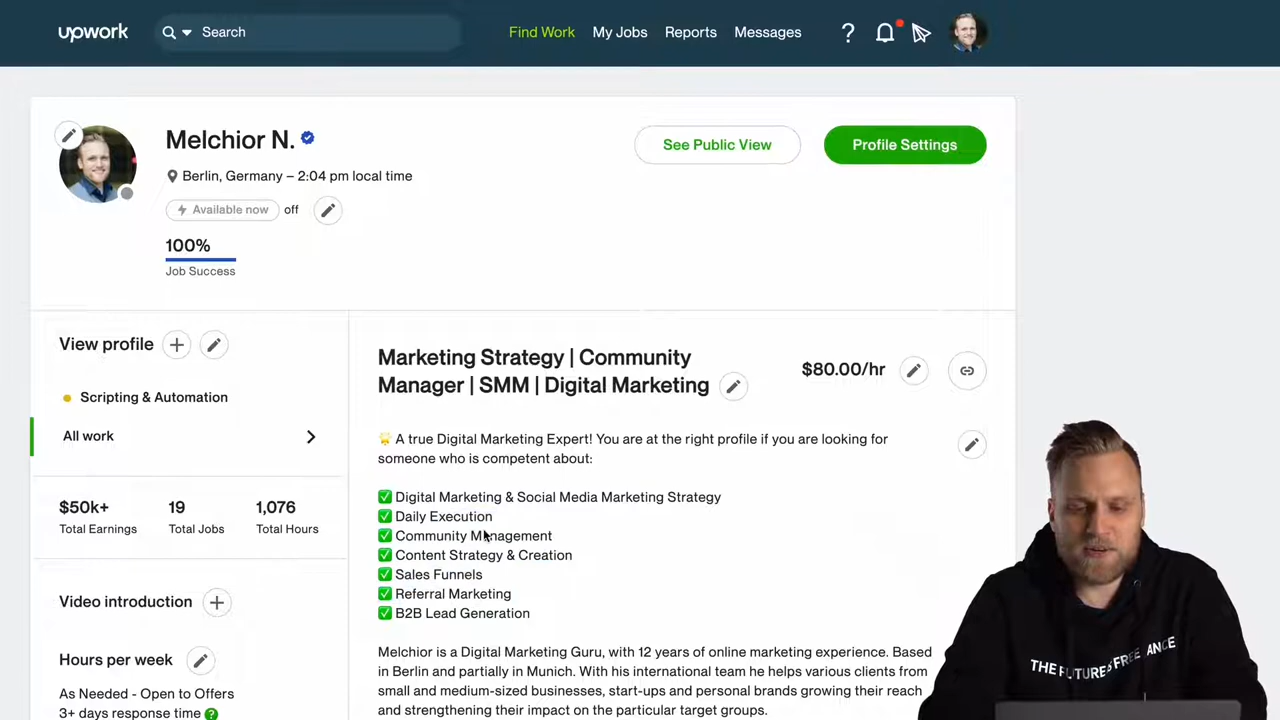 upwork
Search
Find Work
My Jobs
Reports
Messages
?
Melchior N.
Berlin, Germany – 2:04 pm local time
Available now
off
100%
Job Success
See Public View
Profile Settings
View profile
Scripting & Automation
All work
$50k+
Total Earnings
19
Total Jobs
1,076
Total Hours
Video introduction
Hours per week
As Needed - Open to Offers
3+ days response time ?
Marketing Strategy | Community
Manager | SMM | Digital Marketing
$80.00/hr
A true Digital Marketing Expert! You are at the right profile if you are looking for
someone who is competent about:
✅ Digital Marketing & Social Media Marketing Strategy
✅ Daily Execution
✅ Community Management
✅ Content Strategy & Creation
✅ Sales Funnels
✅ Referral Marketing
✅ B2B Lead Generation
Melchior is a Digital Marketing Guru, with 12 years of online marketing experience. Based
in Berlin and partially in Munich. With his international team he helps various clients from
small and medium-sized businesses, start-ups and personal brands growing their reach
and strengthening their impact on the particular target groups.
THE FUTURE IS FREELANCE